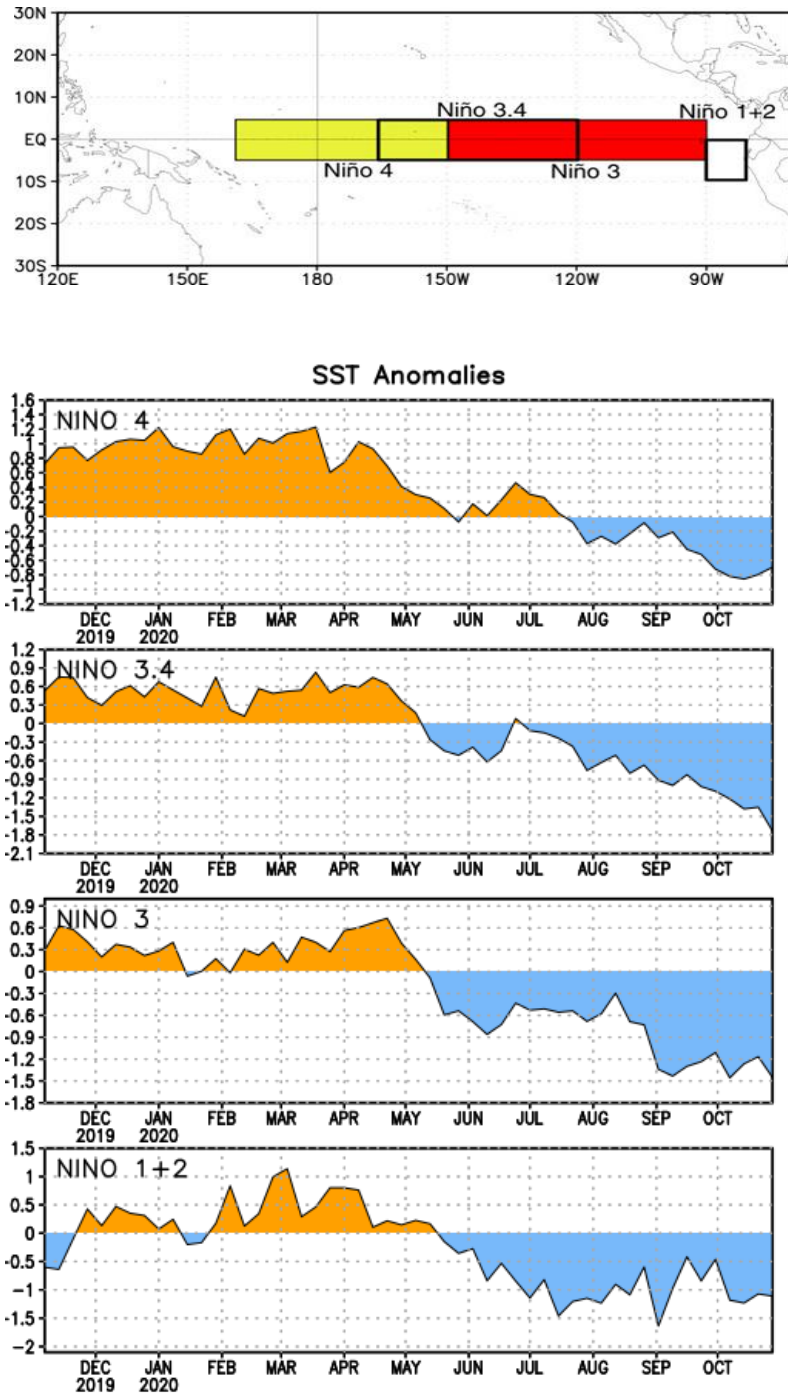 30N
20N
10N
EQ
10S
20S
30S
Niño 3.4
Niño 1+2
Niño 4
Niño 3
120E 150E 180 150W 120W 90W
SST Anomalies
NINO 4
1.6
1.4
1.2
1
0.8
0.6
0.4
0.2
0
-0.2
-0.4
-0.6
-0.8
-1
-1.2
DEC JAN FEB MAR APR MAY JUN JUL AUG SEP OCT
2019 2020
NINO 3.4
1.2
0.9
0.6
0.3
0
-0.3
-0.6
-0.9
-1.2
-1.5
-1.8
-2.1
DEC JAN FEB MAR APR MAY JUN JUL AUG SEP OCT
2019 2020
NINO 3
0.9
0.6
0.3
0
-0.3
-0.6
-0.9
-1.2
-1.5
-1.8
DEC JAN FEB MAR APR MAY JUN JUL AUG SEP OCT
2019 2020
NINO 1+2
1.5
1
0.5
0
-0.5
-1
-1.5
-2
DEC JAN FEB MAR APR MAY JUN JUL AUG SEP OCT
2019 2020